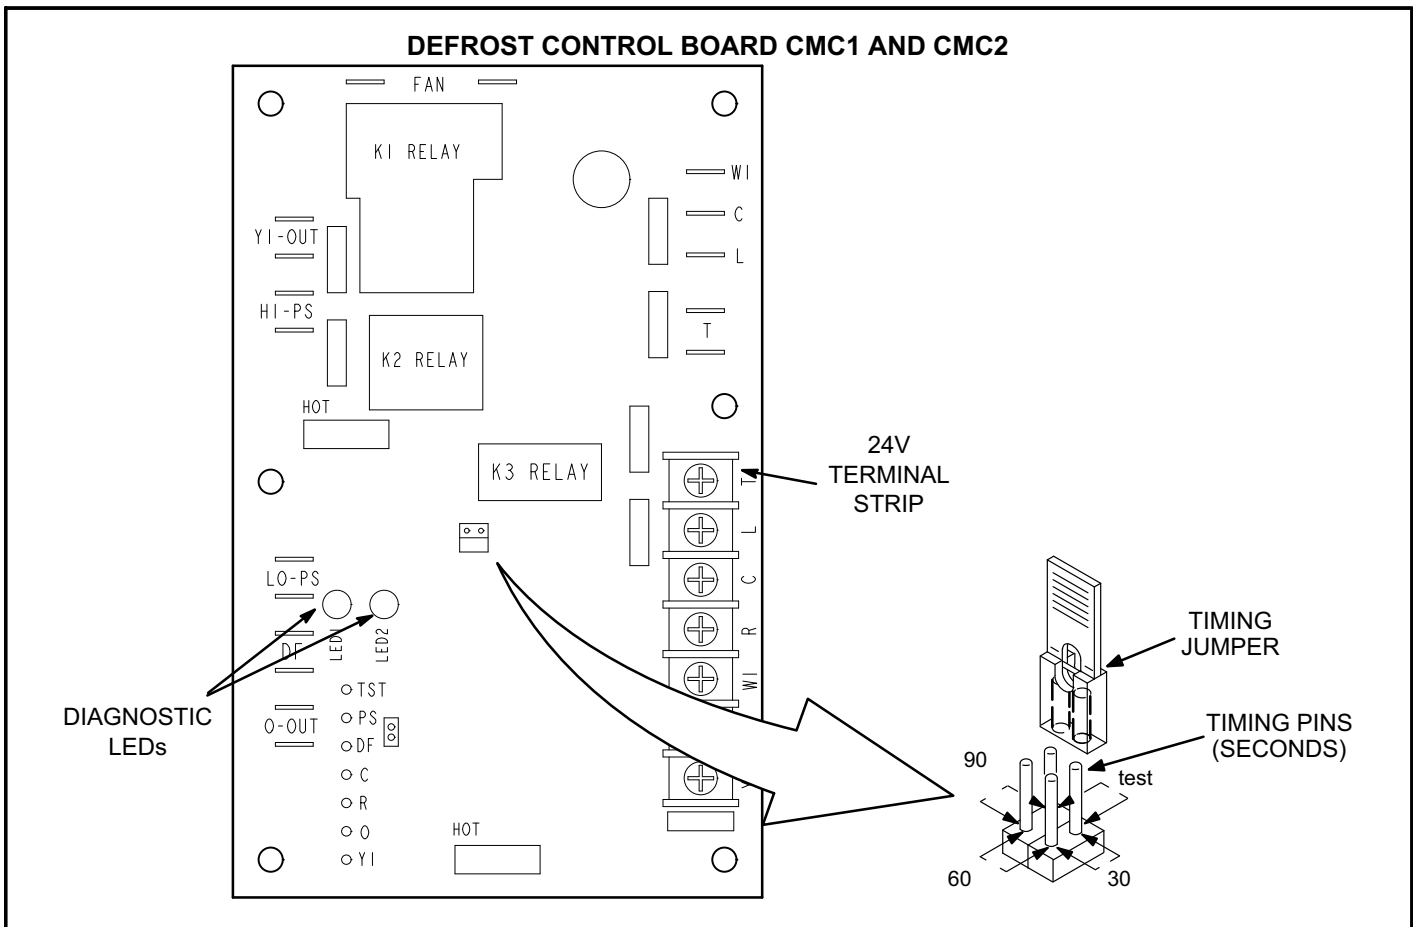 DEFROST CONTROL BOARD CMC1 AND CMC2
FAN
K1 RELAY
W1
C
L
Y1-OUT
HI-PS
T
K2 RELAY
HOT
K3 RELAY
24V
TERMINAL
STRIP
T
L
C
R
W1
LO-PS
LED1
LED2
DF
TST
PS
DF
C
R
O
Y1
O-OUT
DIAGNOSTIC
LEDs
HOT
TIMING
JUMPER
TIMING PINS
(SECONDS)
90
test
60
30